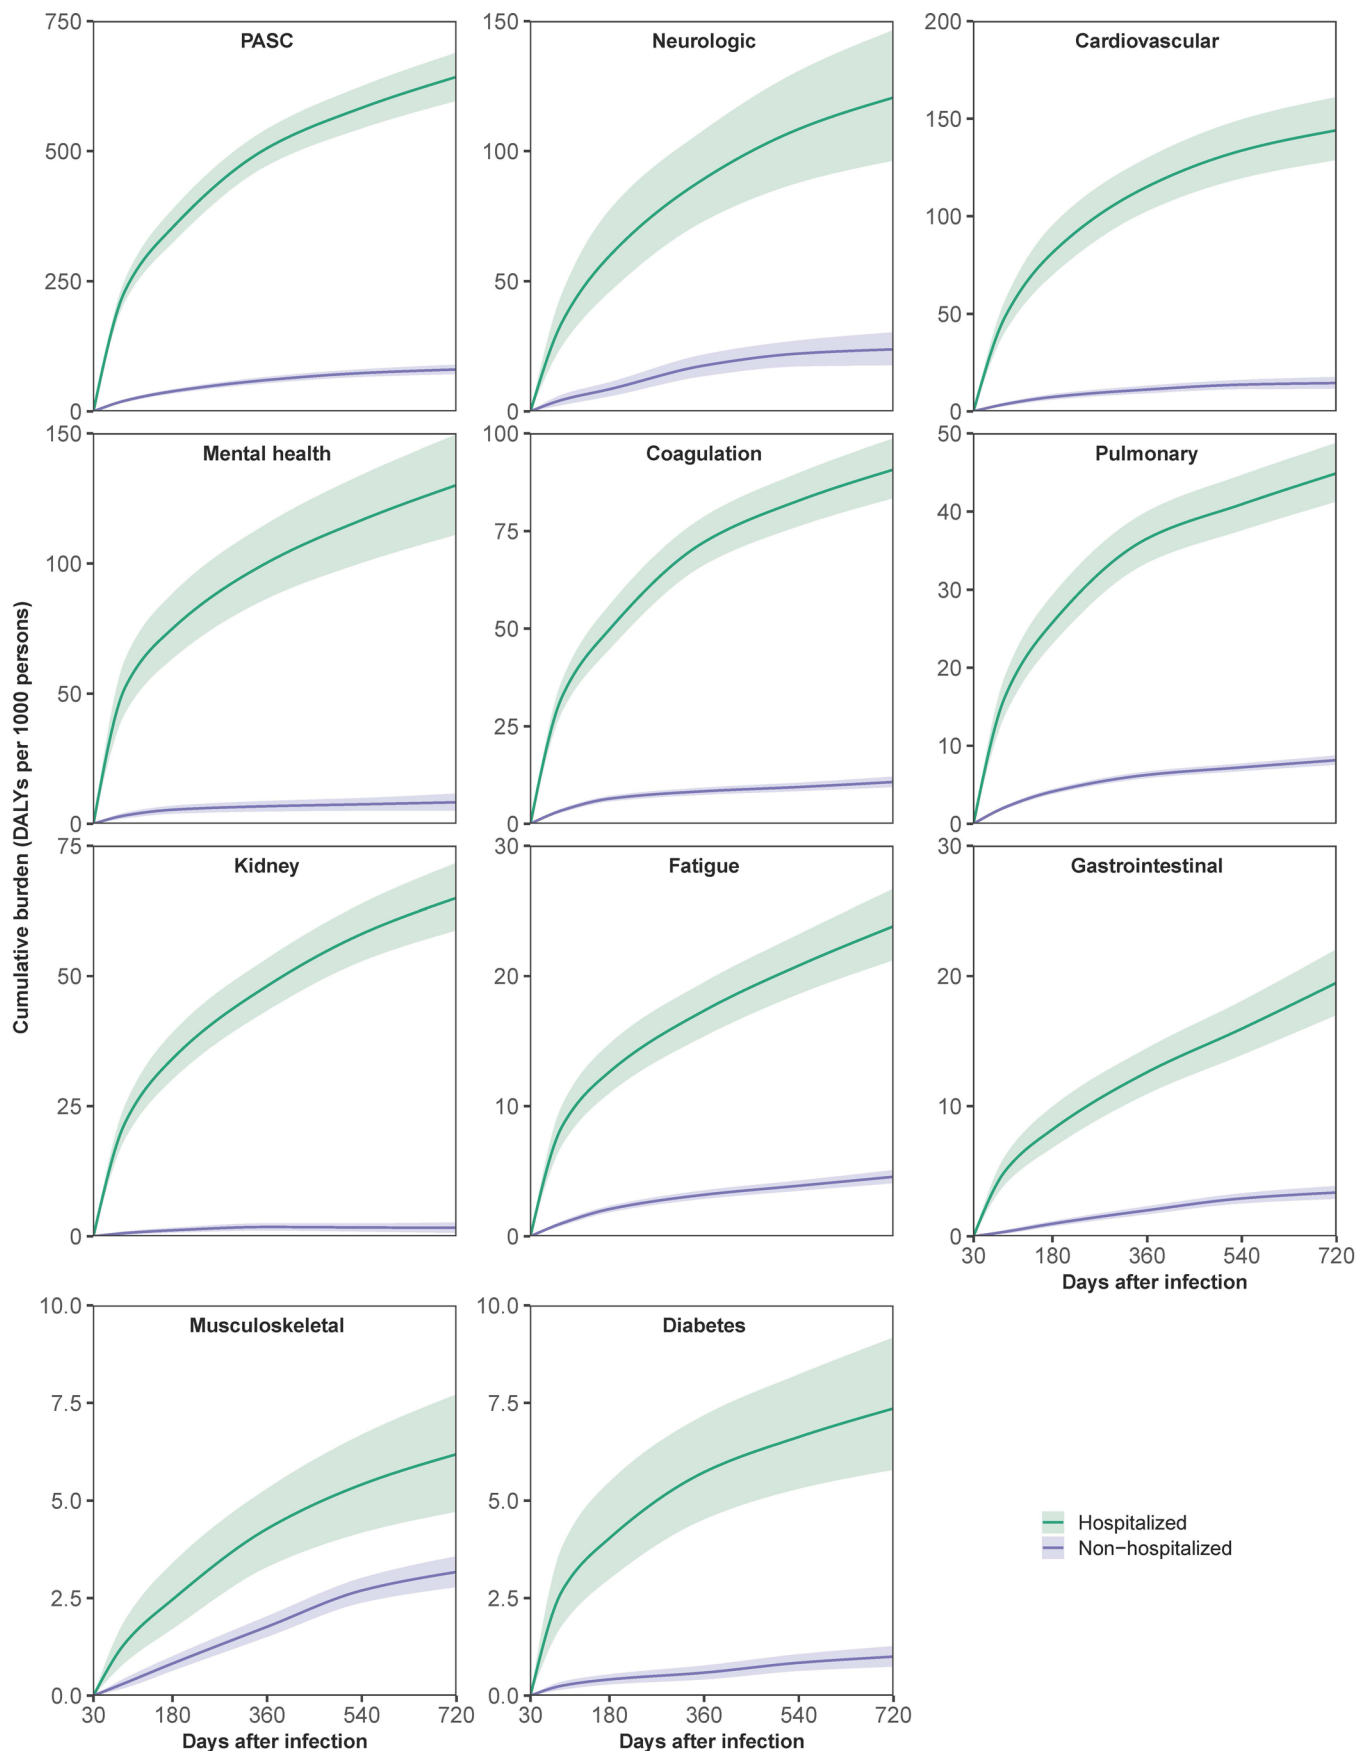 PASC
Neurologic
Cardiovascular
750
500
250
0
150
100
50
0
200
150
100
50
0
Mental health
Coagulation
Pulmonary
150
100
50
0
100
75
50
25
0
50
40
30
20
10
0
Cumulative burden (DALYs per 1000 persons)
Kidney
Fatigue
Gastrointestinal
75
50
25
0
30
20
10
0
30
20
10
0
30 180 360 540 720
Days after infection
Musculoskeletal
Diabetes
10.0
7.5
5.0
2.5
0.0
30 180 360 540 720
Days after infection
10.0
7.5
5.0
2.5
0.0
30 180 360 540 720
Days after infection
Hospitalized
Non−hospitalized